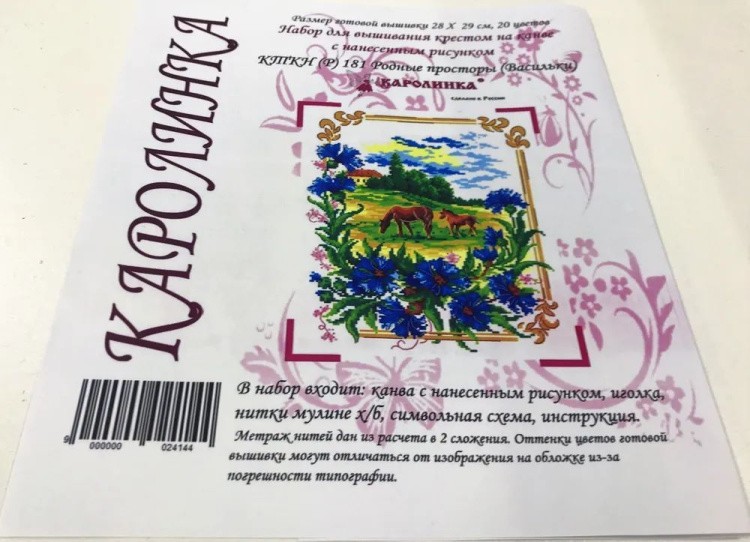 Размер готовой вышивки 28 X 29 см, 20 цветов
Набор для вышивания крестом на канве
с нанесенным рисунком
КТКН (Р) 181 Родные просторы (Васильки)
КАРОЛИНКА®
сделано в России
КАРОЛИНКА
В набор входит: канва с нанесенным рисунком, иголка,
нитки мулине х/б, символьная схема, инструкция.
Метраж нитей дан из расчета в 2 сложения. Оттенки цветов готовой
вышивки могут отличаться от изображения на обложке из-за
погрешности типографии.
9 000000 024144